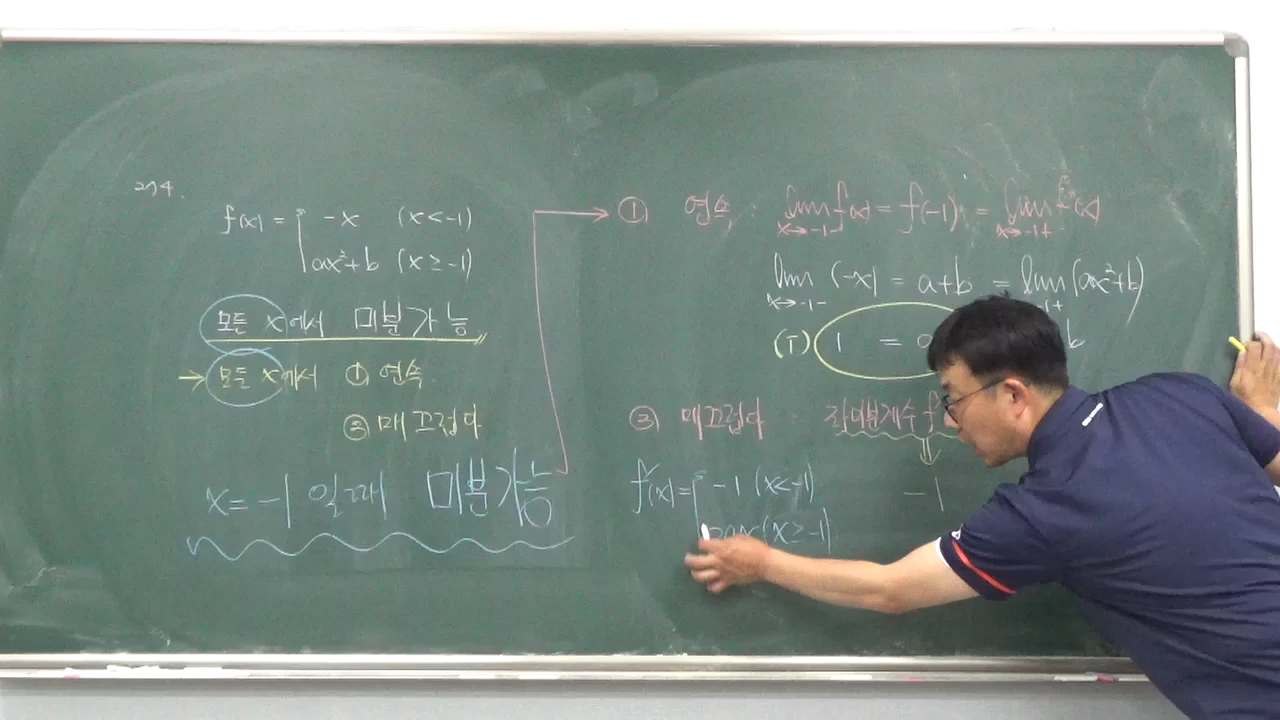 274.
f(x) = { -x (x < -1)
ax²+b (x ≥ -1)
모든 x에서 미분가능
→ 모든 x에서 ① 연속.
② 매끄럽다
x = -1 일때 미분가능
① 연속 : lim x→-1- f(x) = f(-1) = lim x→-1+ f(x)
lim x→-1- (-x) = a+b = lim -1+ (ax²+b)
(T) 1 = b
② 매끄럽다 좌미분계수 f
f'(x) = { -1 (x < -1)
2ax (x ≥ -1)
⇓
-1